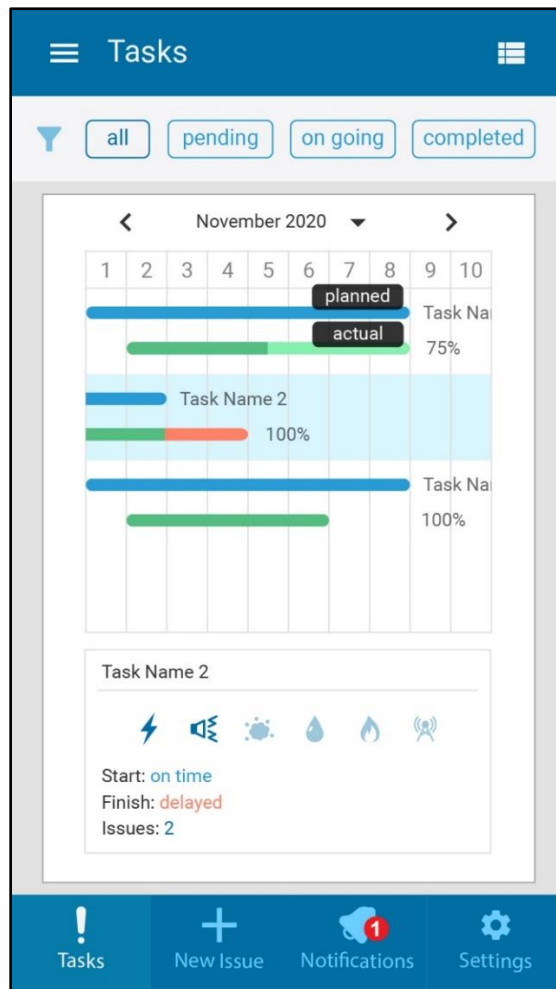 Tasks
all pending on going completed
November 2020
1 2 3 4 5 6 7 8 9 10
planned
Task Na
actual
75%
Task Name 2
100%
Task Na
100%
Task Name 2
Start: on time
Finish: delayed
Issues: 2
1
Tasks New Issue Notifications Settings